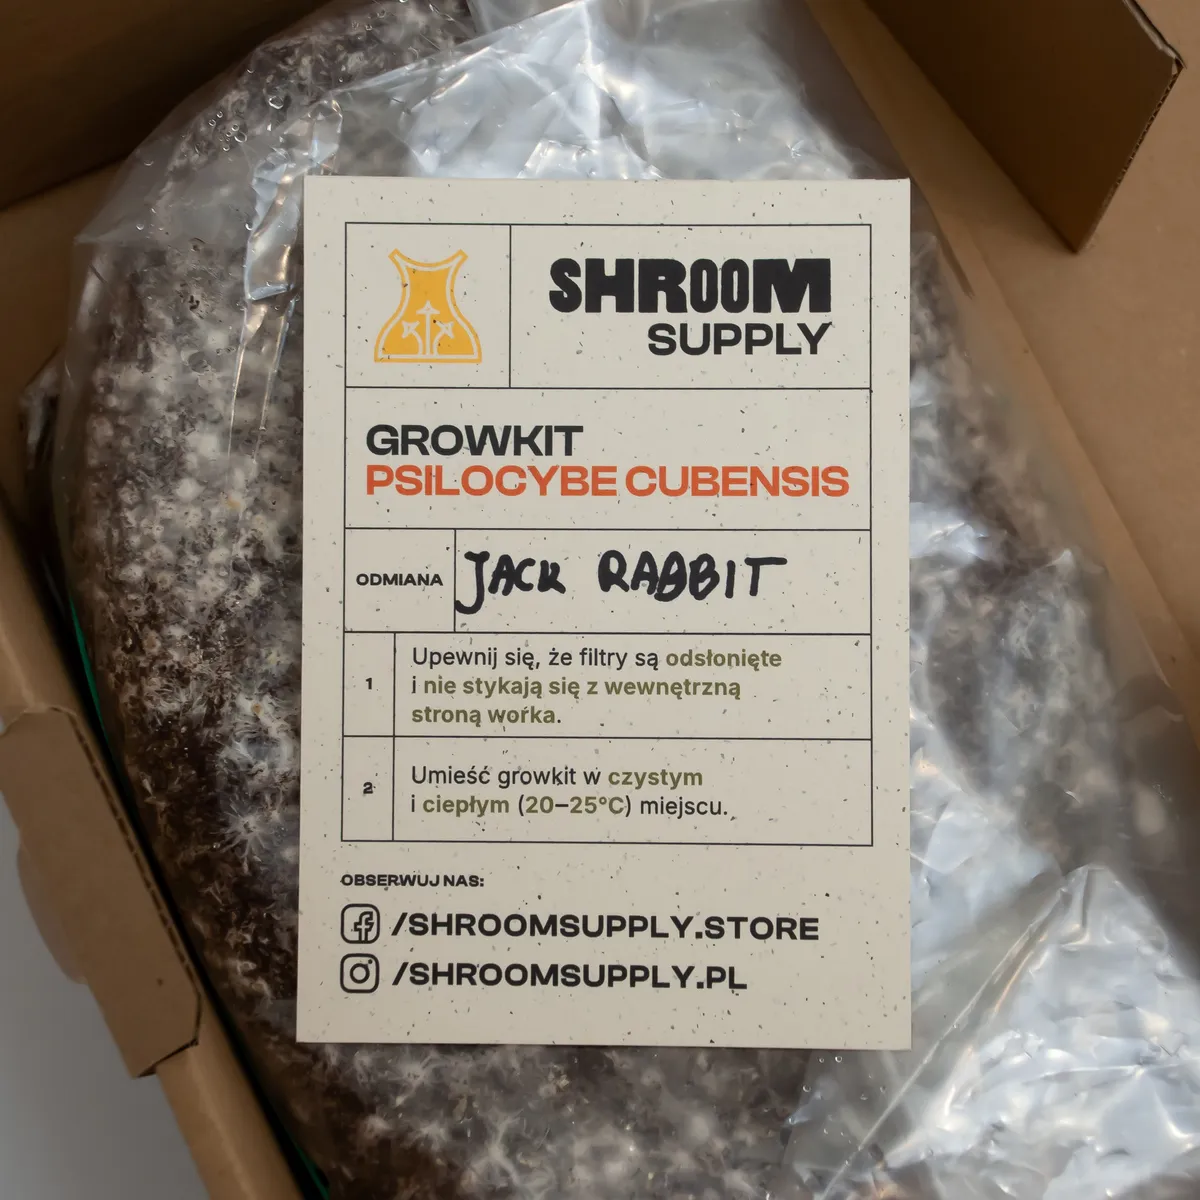 SHROOM
SUPPLY
GROWKIT
PSILOCYBE CUBENSIS
ODMIANA
JACK RABBIT
1
Upewnij się, że filtry są odsłonięte
i nie stykają się z wewnętrzną
stroną worka.
2
Umieść growkit w czystym
i ciepłym (20–25°C) miejscu.
OBSERWUJ NAS:
/SHROOMSUPPLY.STORE
/SHROOMSUPPLY.PL